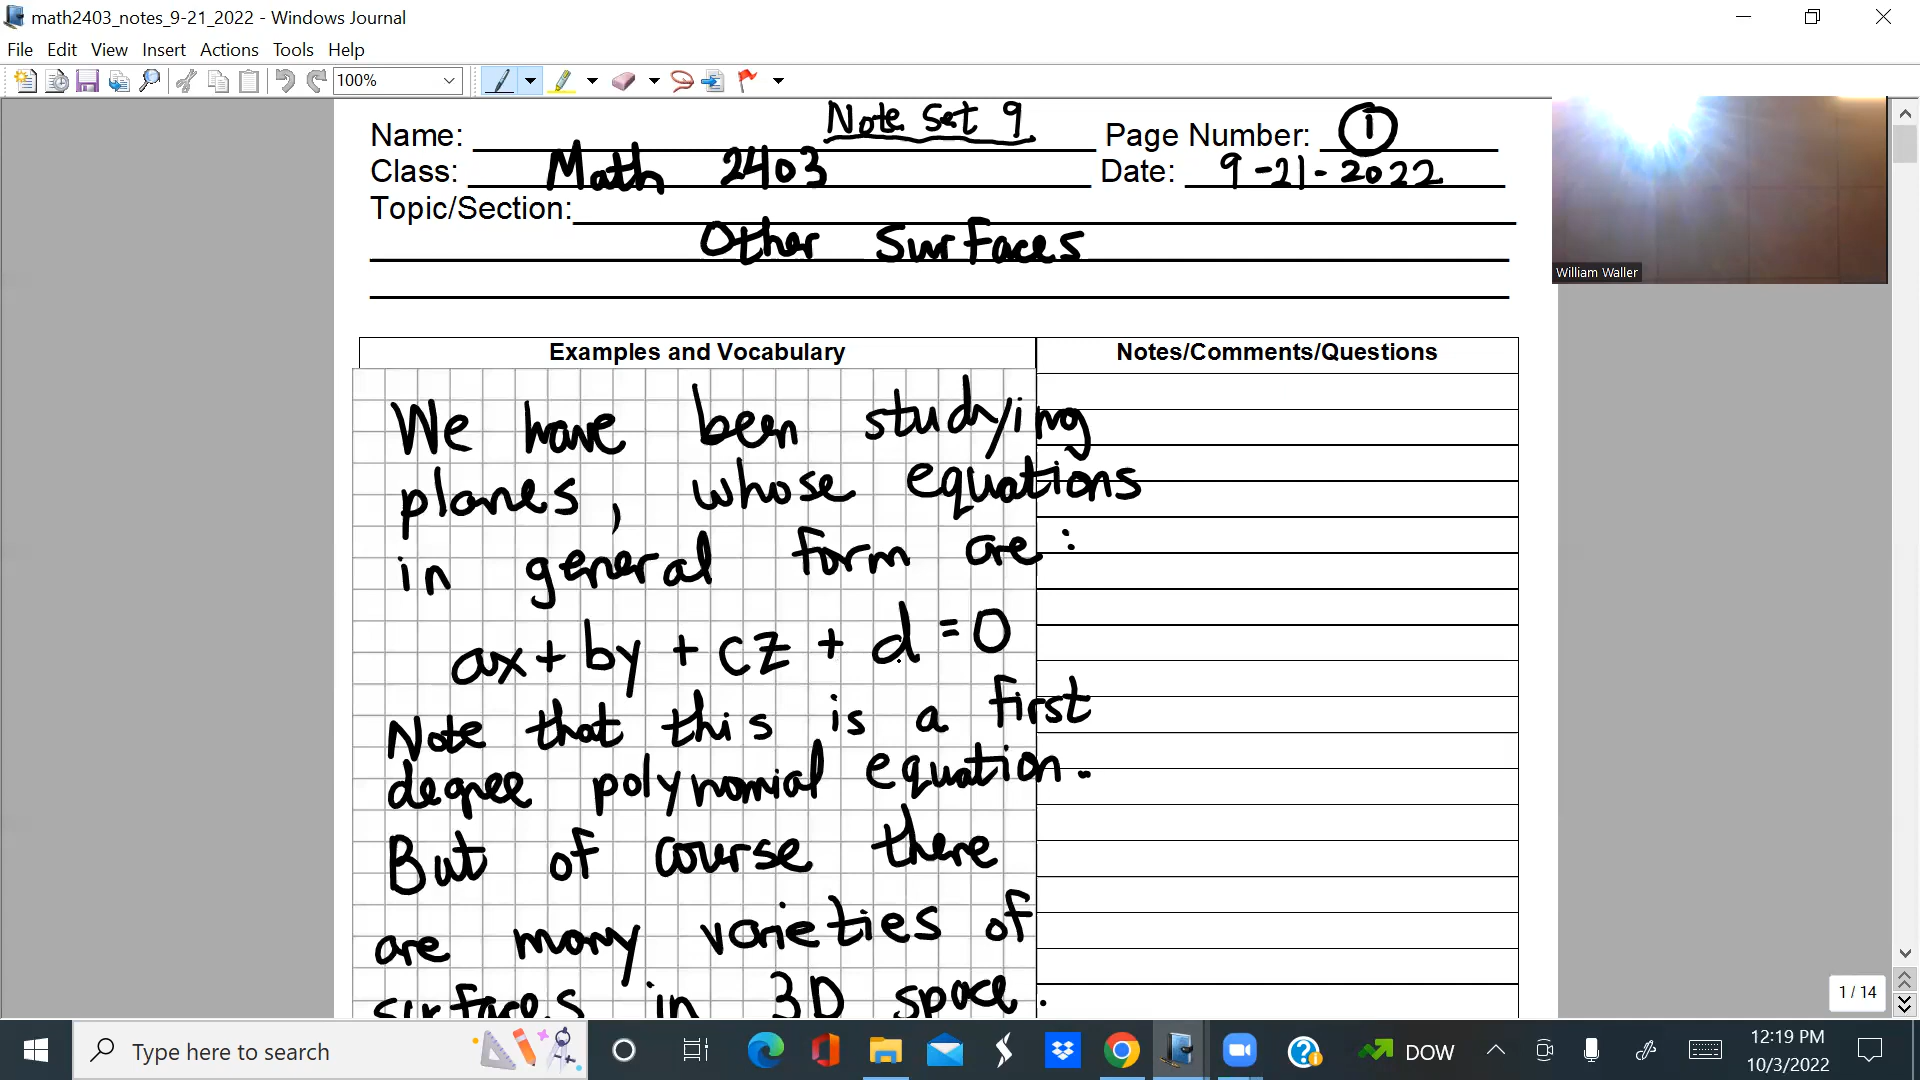 math2403_notes_9-21_2022 - Windows Journal
File Edit View Insert Actions Tools Help
100%
Note Set 9
Name: Page Number: 1
Class: Math 2403 Date: 9-21-2022
Topic/Section:
Other Surfaces
William Waller
Examples and Vocabulary Notes/Comments/Questions
We have been studying
planes, whose equations
in general form are:
ax + by + cz + d = 0
Note that this is a first
degree polynomial equation.
But of course there
are many varieties of
surfaces in 3D space.
1 / 14
Type here to search
DOW
12:19 PM
10/3/2022